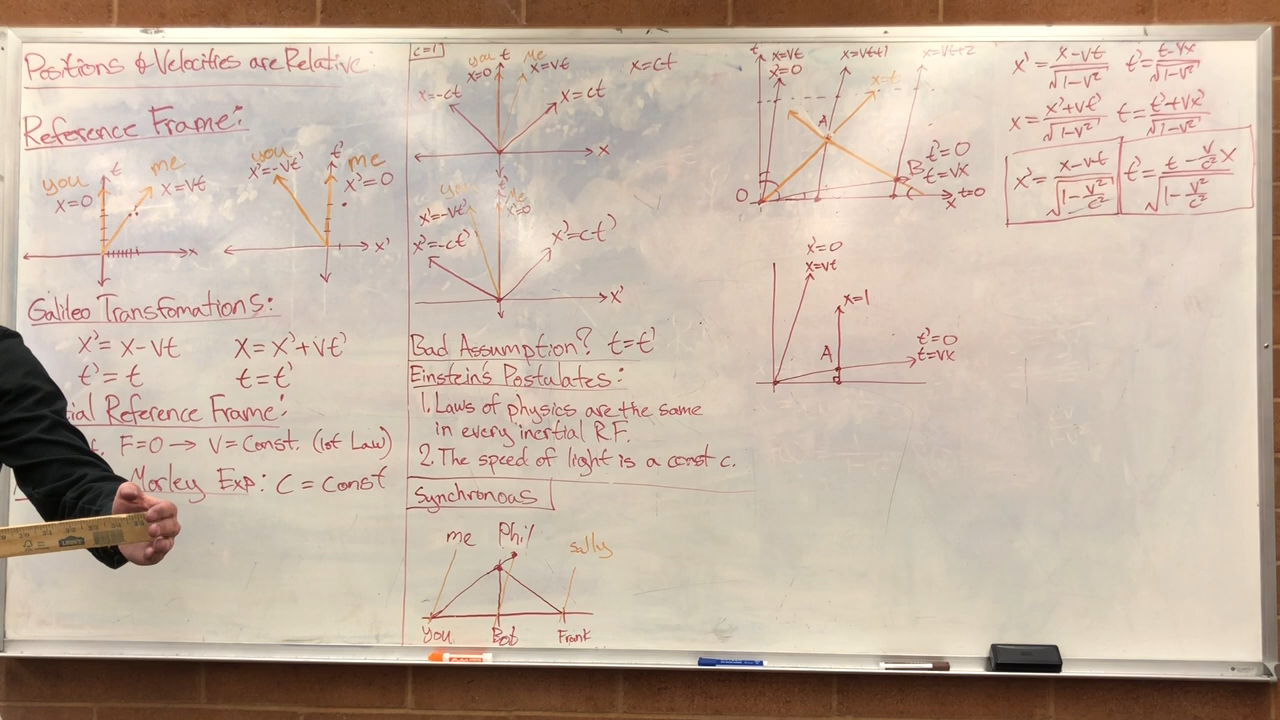 Positions & Velocities are Relative:
Reference Frame:
you
x=0
t
me
x=vt
x
you
x'=-vt'
t'
me
x'=0
x'
Galileo Transfomations:
x'=x-vt x=x'+vt'
t'=t t=t'
ial Reference Frame:
F=0 → V=Const. (1st Law)
Morley Exp: C = Const
c=1
you t me
x=0 x=vt
x=ct
x=-ct
x=ct
x
t'
me
x'=-vt'
x'=0
x'=-ct'
x'=ct'
x'
Bad Assumption? t=t'
Einstein's Postulates:
1. Laws of physics are the same
in every inertial R.F.
2. The speed of light is a const c.
Synchronous
me Phil sally
you Bob Frank
t
x=vt
x=0
x=vt+1
x=vt+2
x=t
A
B
t'=0
t=vx
0
x
t=0
x'=0
x=vt
x=1
A
t'=0
t=vx
x'=(x-vt)/√(1-v²) t'=(t-vx)/√(1-v²)
x=(x'+vt')/√(1-v²) t=(t'+vx')/√(1-v²)
x'=(x-vt)/√(1-v²/c²) t'=(t-v/c² x)/√(1-v²/c²)